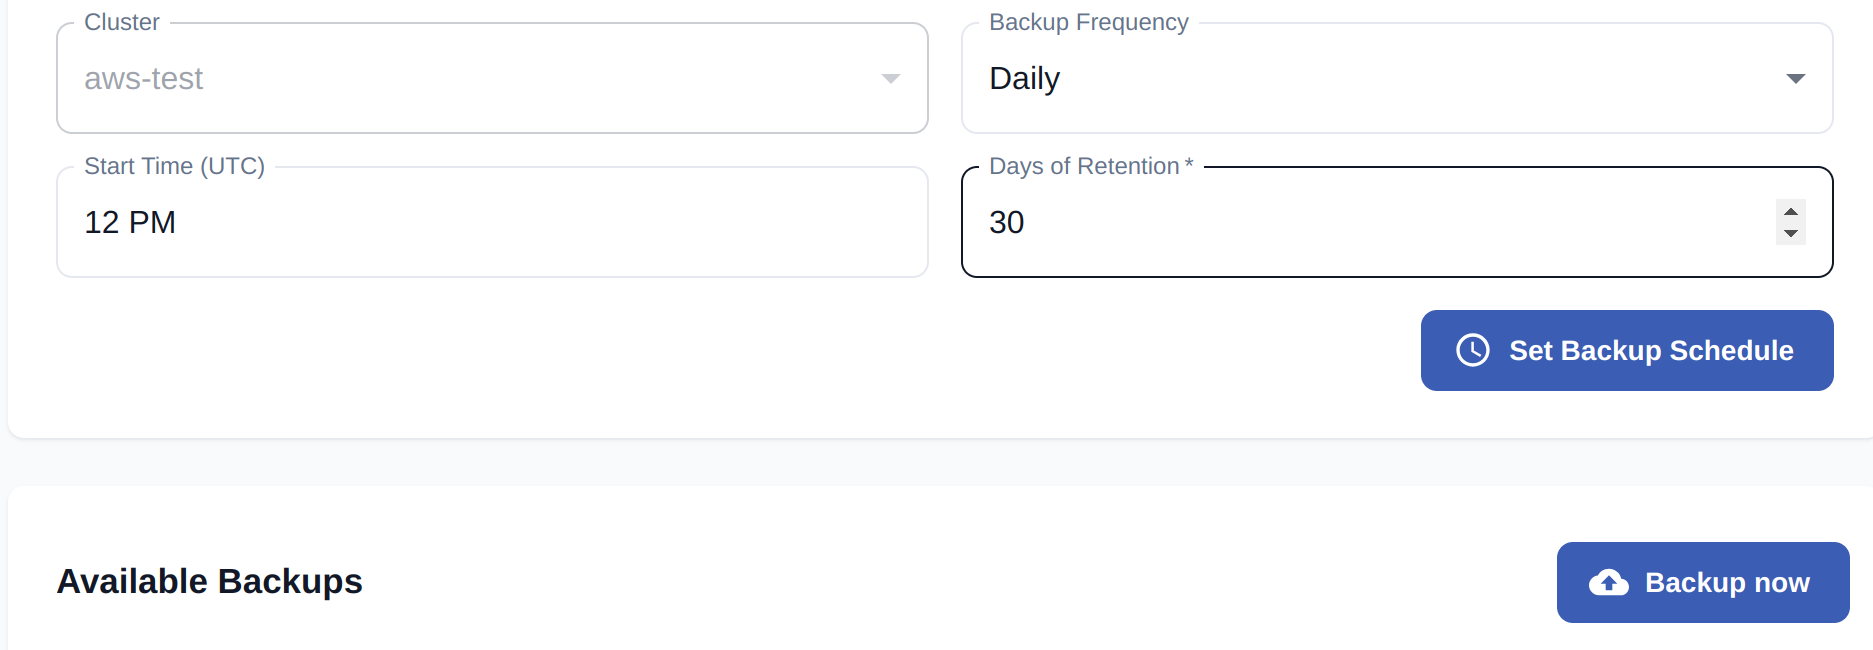 Cluster
aws-test
Backup Frequency
Daily
Start Time (UTC)
12 PM
Days of Retention *
30
Set Backup Schedule
Available Backups
Backup now